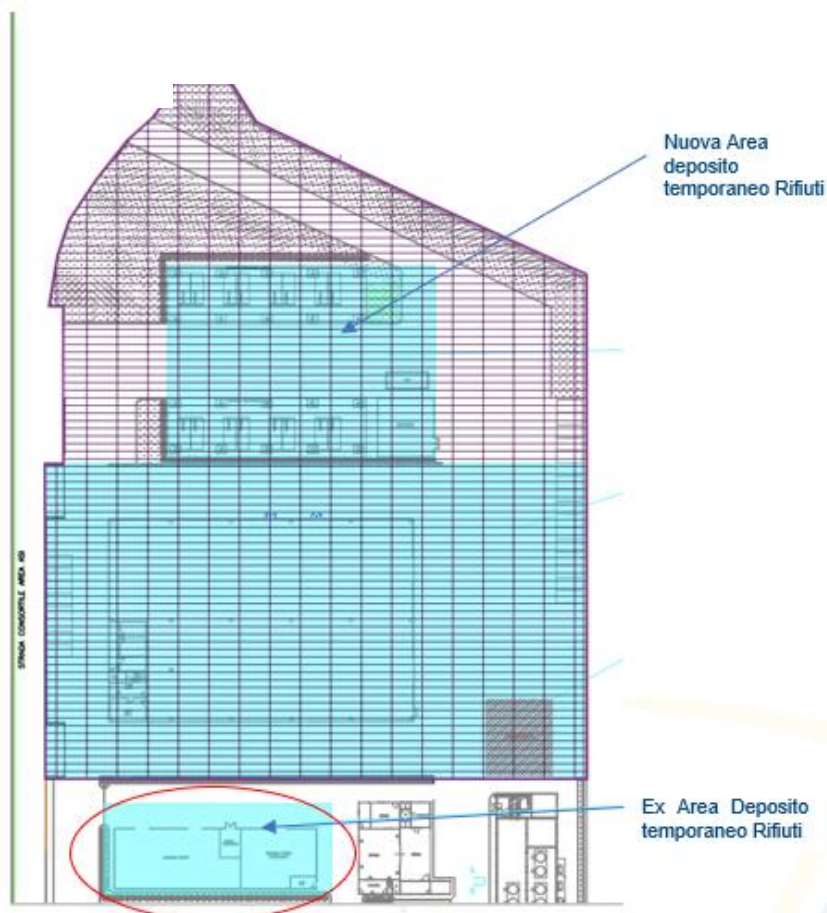 Nuova Area
deposito
temporaneo Rifiuti
STRADA CONSORTILE AREA ASI
Ex Area Deposito
temporaneo Rifiuti